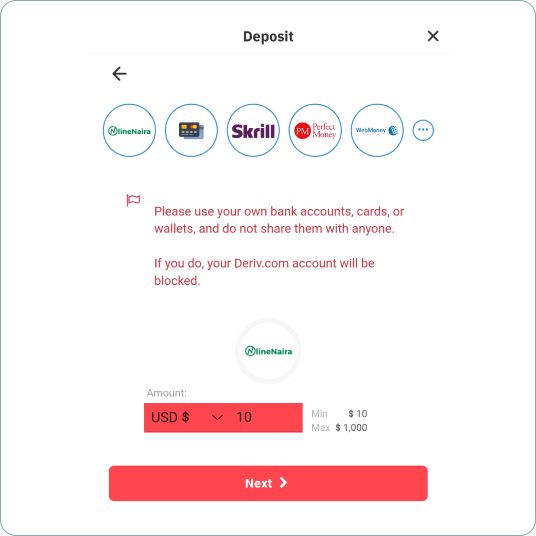 Deposit
NlineNaira
Skrill
PM Perfect Money
WebMoney
Please use your own bank accounts, cards, or
wallets, and do not share them with anyone.
If you do, your Deriv.com account will be
blocked.
NlineNaira
Amount:
USD $ 10
Min $ 10
Max $ 1,000
Next